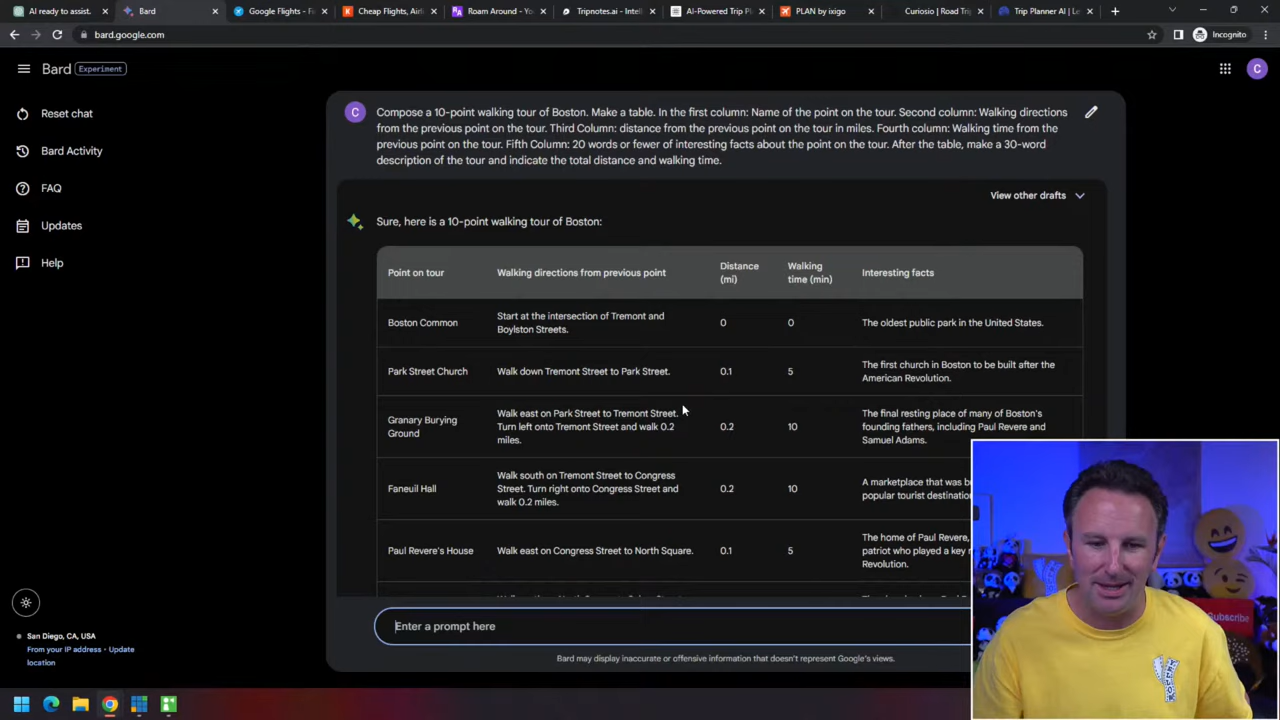 AI ready to assist.
Bard
Google Flights - Fi
Cheap Flights, Airli
Roam Around - Yo
Tripnotes.ai - Intell
AI-Powered Trip Pl
PLAN by ixigo
Curiosio | Road Tri
Trip Planner AI | Le
bard.google.com
Incognito
Bard
Experiment
C
Reset chat
Bard Activity
FAQ
Updates
Help
C
Compose a 10-point walking tour of Boston. Make a table. In the first column: Name of the point on the tour. Second column: Walking directions
from the previous point on the tour. Third Column: distance from the previous point on the tour in miles. Fourth column: Walking time from the
previous point on the tour. Fifth Column: 20 words or fewer of interesting facts about the point on the tour. After the table, make a 30-word
description of the tour and indicate the total distance and walking time.
View other drafts
Sure, here is a 10-point walking tour of Boston:
Point on tour
Walking directions from previous point
Distance
(mi)
Walking
time (min)
Interesting facts
Boston Common
Start at the intersection of Tremont and
Boylston Streets.
0
0
The oldest public park in the United States.
Park Street Church
Walk down Tremont Street to Park Street.
0.1
5
The first church in Boston to be built after the
American Revolution.
Granary Burying
Ground
Walk east on Park Street to Tremont Street.
Turn left onto Tremont Street and walk 0.2
miles.
0.2
10
The final resting place of many of Boston's
founding fathers, including Paul Revere and
Samuel Adams.
Faneuil Hall
Walk south on Tremont Street to Congress
Street. Turn right onto Congress Street and
walk 0.2 miles.
0.2
10
A marketplace that was bu
popular tourist destination
Paul Revere's House
Walk east on Congress Street to North Square.
0.1
5
The home of Paul Revere,
patriot who played a key r
Revolution.
Enter a prompt here
Bard may display inaccurate or offensive information that doesn't represent Google's views.
San Diego, CA, USA
From your IP address • Update
location
Subscribe